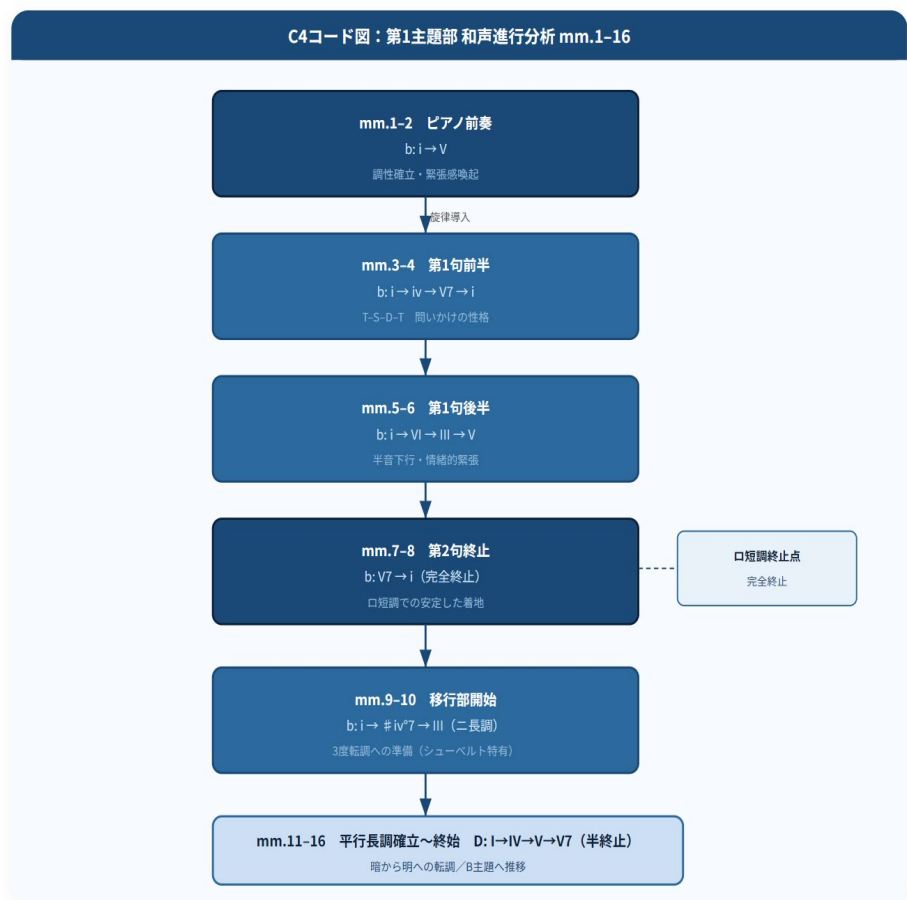 C4コード図：第1主題部 和声進行分析 mm.1–16
mm.1–2　ピアノ前奏
b: i → V
調性確立・緊張感喚起
旋律導入
mm.3–4　第1句前半
b: i → iv → V7 → i
T–S–D–T　問いかけの性格
mm.5–6　第1句後半
b: i → VI → III → V
半音下行・情緒的緊張
mm.7–8　第2句終止
b: V7 → i（完全終止）
ロ短調での安定した着地
ロ短調終止点
完全終止
mm.9–10　移行部開始
b: i → ♯iv°7 → III（ニ長調）
3度転調への準備（シューベルト特有）
mm.11–16　平行長調確立〜終始　D: I→IV→V→V7（半終止）
暗から明への転調／B主題へ推移